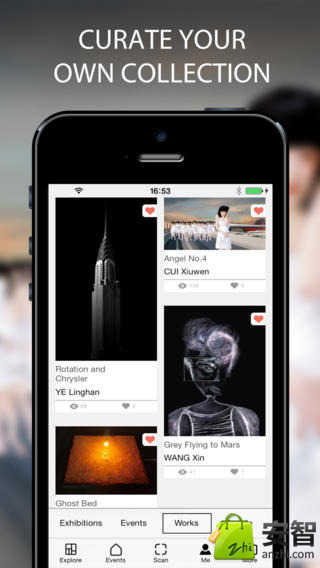 CURATE YOUR
OWN COLLECTION
16:53
Angel No.4
CUI Xiuwen
Rotation and
Chrysler
YE Linghan
Grey Flying to Mars
WANG Xin
Ghost Bed
Exhibitions
Events
Works
Explore
Events
Scan
Me
More
安智
anzhi.com